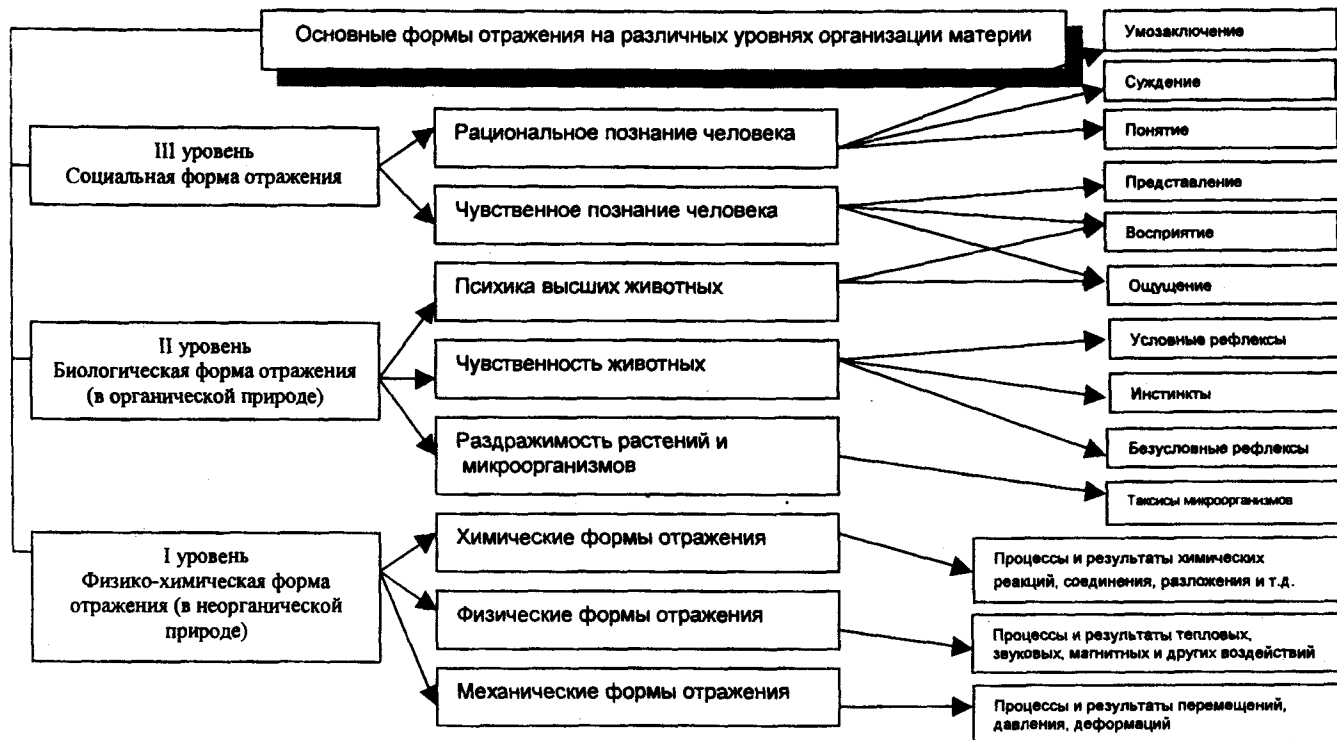 Основные формы отражения на различных уровнях организации материи
III уровень
Социальная форма отражения
II уровень
Биологическая форма отражения
(в органической природе)
I уровень
Физико-химическая форма
отражения (в неорганической
природе)
Рациональное познание человека
Чувственное познание человека
Психика высших животных
Чувственность животных
Раздражимость растений и
микроорганизмов
Химические формы отражения
Физические формы отражения
Механические формы отражения
Умозаключение
Суждение
Понятие
Представление
Восприятие
Ощущение
Условные рефлексы
Инстинкты
Безусловные рефлексы
Таксисы микроорганизмов
Процессы и результаты химических
реакций, соединения, разложения и т.д.
Процессы и результаты тепловых,
звуковых, магнитных и других воздействий
Процессы и результаты перемещений,
давления, деформаций